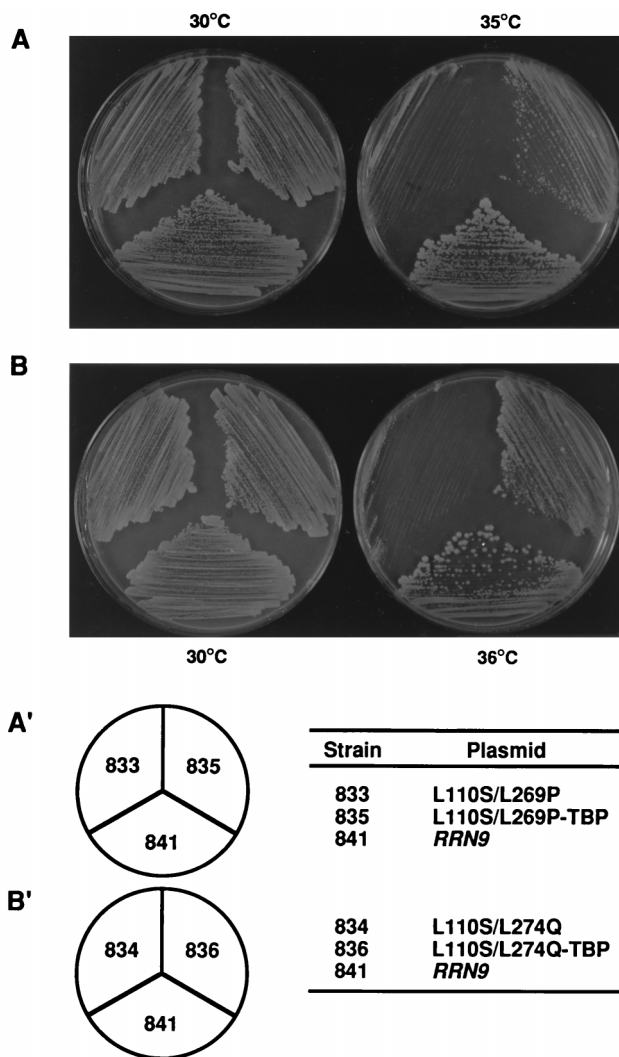 30°C 35°C
A
B
30°C 36°C
A'
833 835
841
B'
834 836
841
Strain Plasmid
833 L110S/L269P
835 L110S/L269P-TBP
841 RRN9
834 L110S/L274Q
836 L110S/L274Q-TBP
841 RRN9